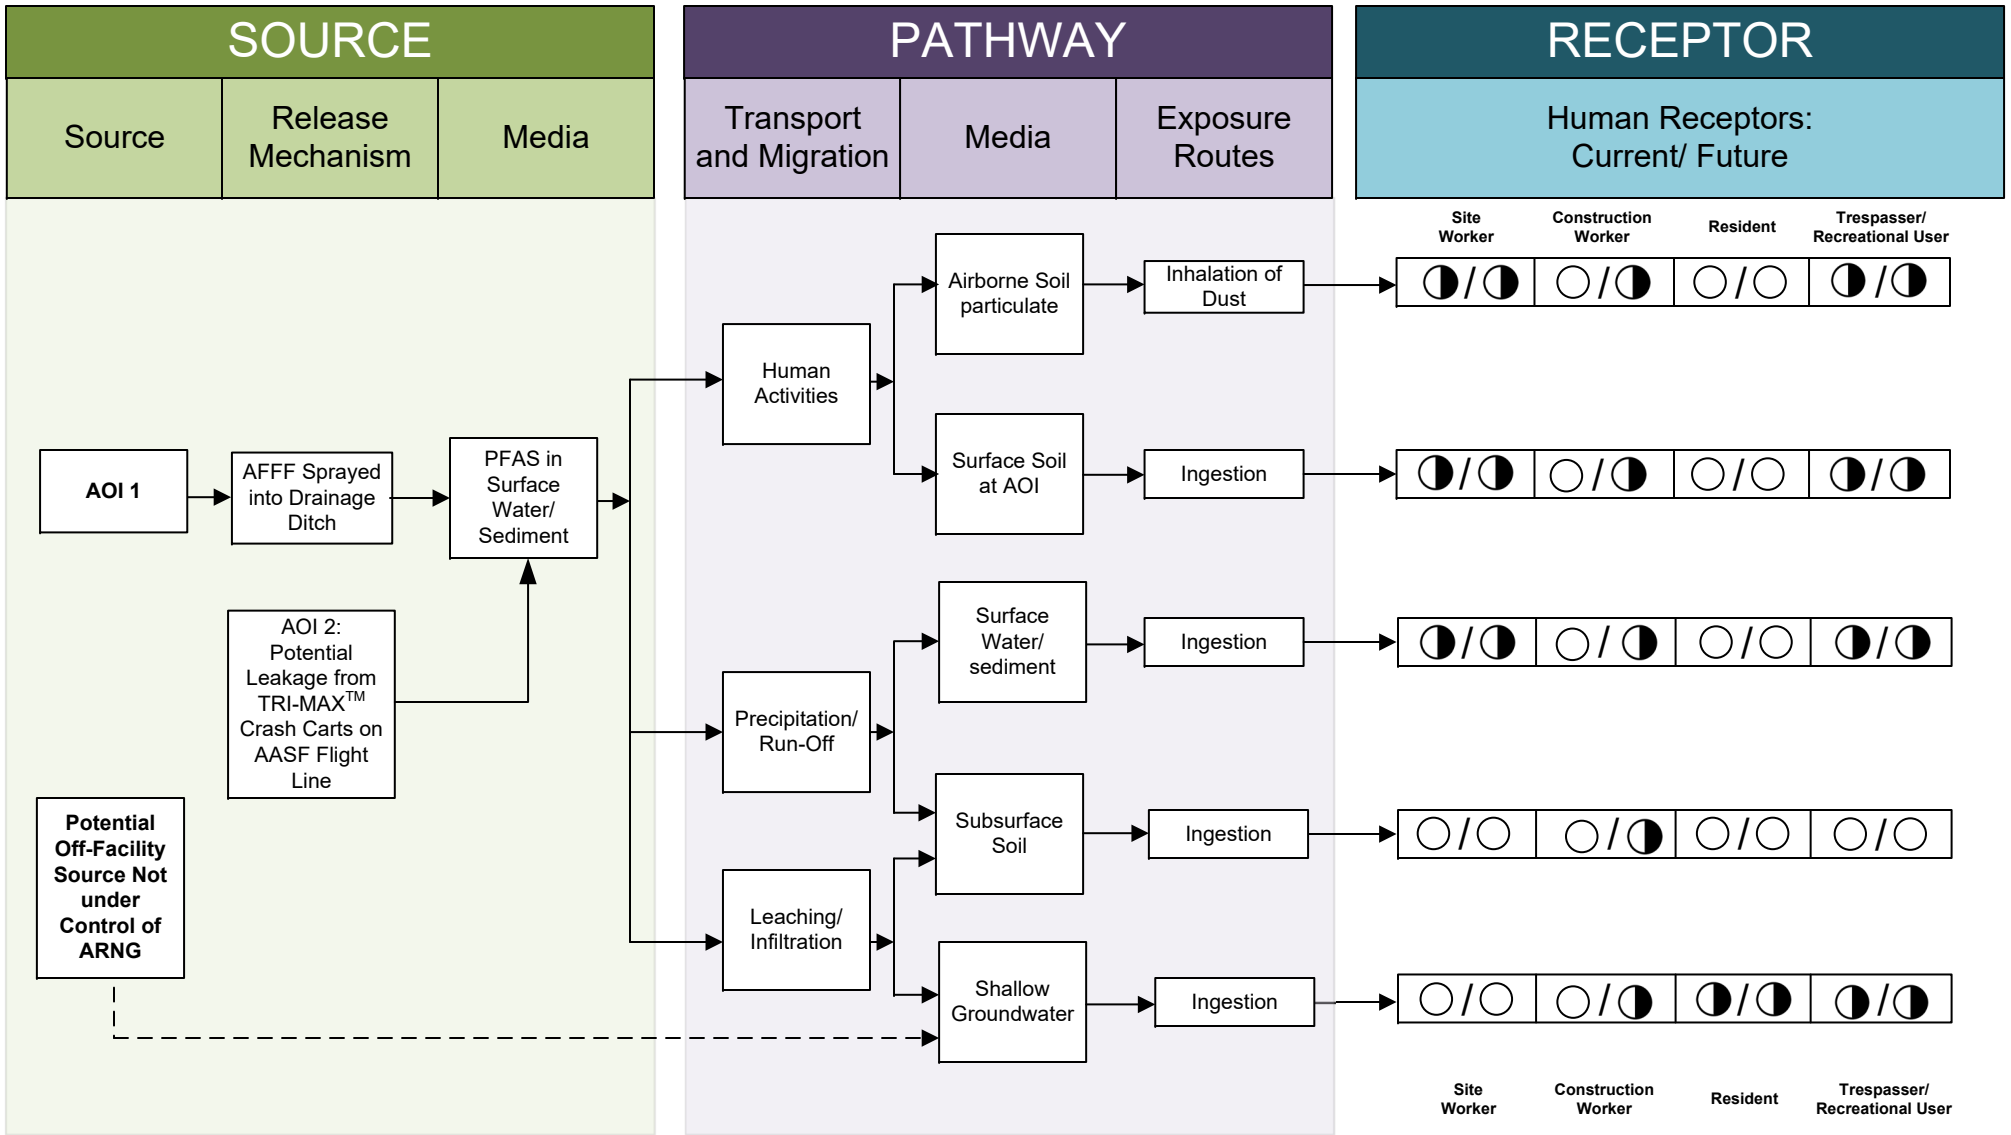 SOURCE
PATHWAY
RECEPTOR
Source
Release
Mechanism
Media
Transport
and Migration
Media
Exposure
Routes
Human Receptors:
Current/ Future
Site
Worker
Construction
Worker
Resident
Trespasser/
Recreational User
Airborne Soil
particulate
Inhalation of
Dust
/
/
/
/
Human
Activities
Surface Soil
at AOI
Ingestion
/
/
/
/
AOI 1
AFFF Sprayed
into Drainage
Ditch
PFAS in
Surface
Water/
Sediment
AOI 2:
Potential
Leakage from
TRI-MAX™
Crash Carts on
AASF Flight
Line
Surface
Water/
sediment
Ingestion
/
/
/
/
Precipitation/
Run-Off
Subsurface
Soil
Ingestion
/
/
/
/
Potential
Off-Facility
Source Not
under
Control of
ARNG
Leaching/
Infiltration
Shallow
Groundwater
Ingestion
/
/
/
/
Site
Worker
Construction
Worker
Resident
Trespasser/
Recreational User